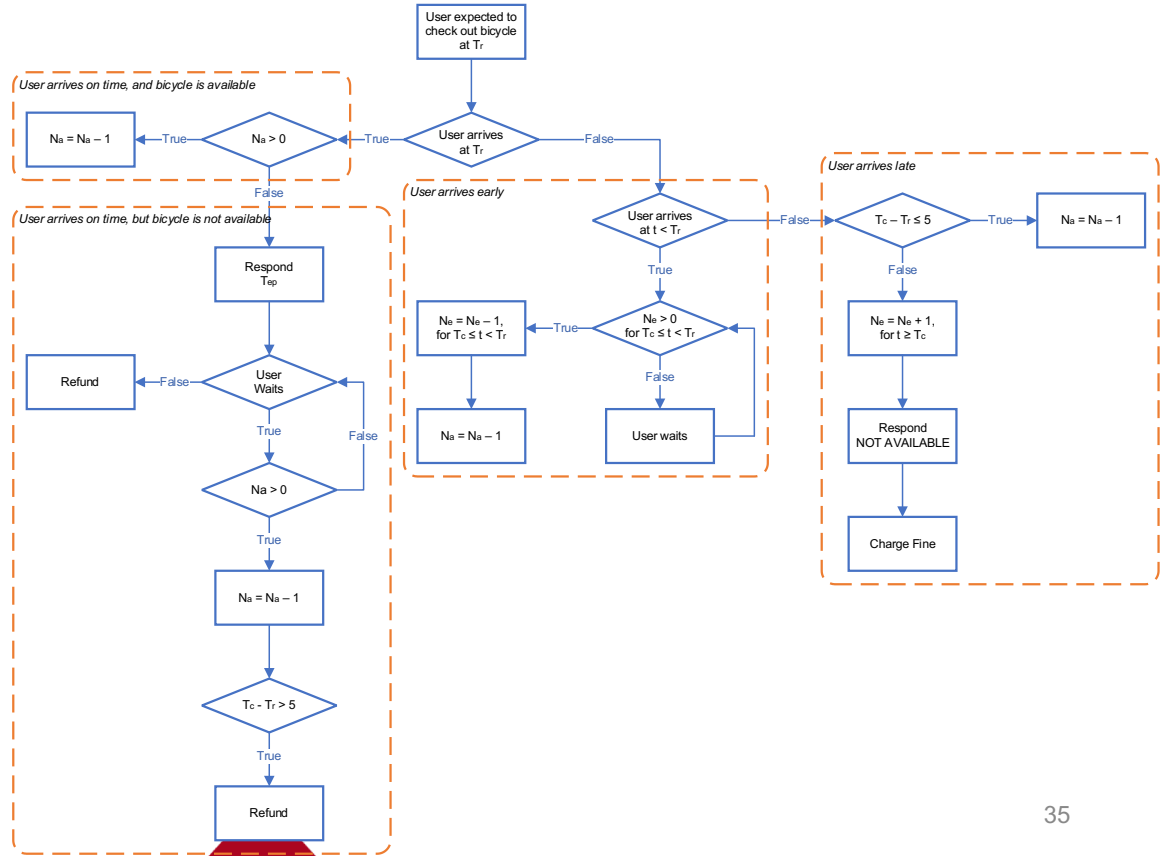 User expected to
check out bicycle
at Tr
User arrives on time, and bicycle is available
Na = Na – 1
True
Na > 0
True
User arrives
at Tr
False
False
User arrives early
User arrives
at t < Tr
False
True
Ne = Ne – 1,
for Tc ≤ t < Tr
True
Ne > 0
for Tc ≤ t < Tr
False
Na = Na – 1
User waits
User arrives late
Tc – Tr ≤ 5
True
Na = Na – 1
False
Ne = Ne + 1,
for t ≥ Tc
Respond
NOT AVAILABLE
Charge Fine
User arrives on time, but bicycle is not available
Respond
Tep
Refund
False
User
Waits
True
False
Na > 0
True
Na = Na – 1
Tc - Tr > 5
True
Refund
35